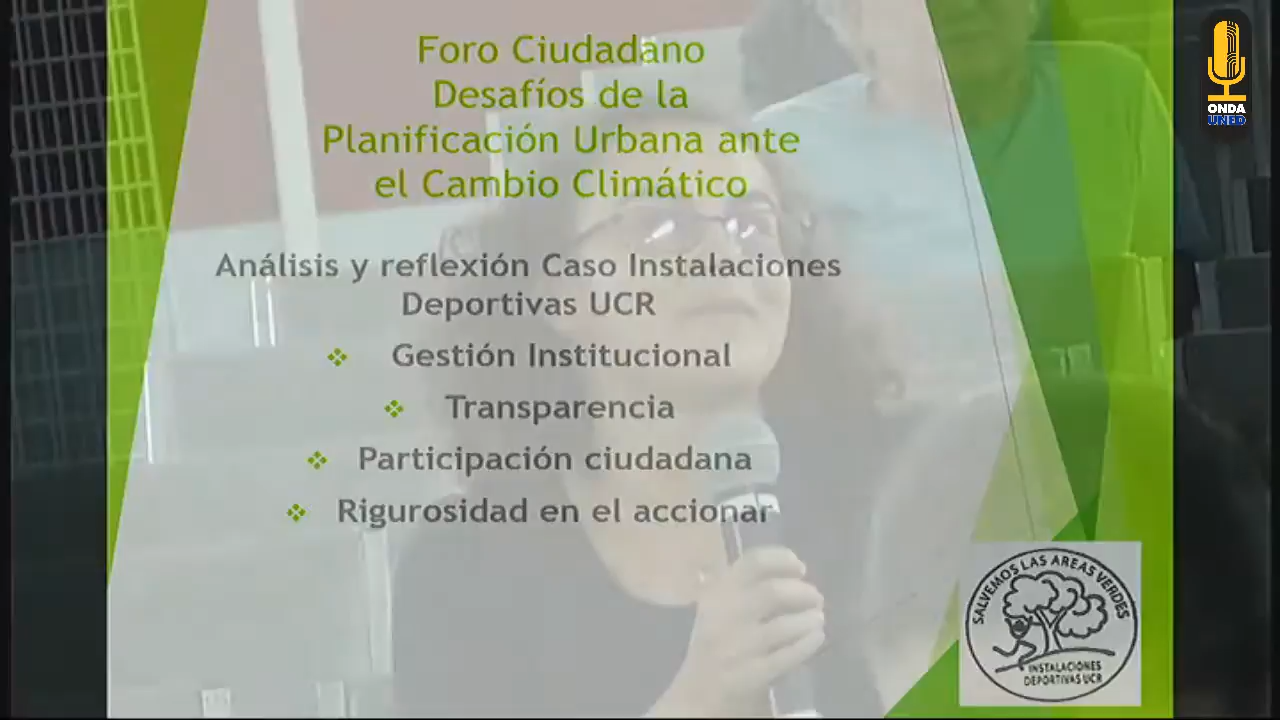 Foro Ciudadano
Desafíos de la
Planificación Urbana ante
el Cambio Climático
Análisis y reflexión Caso Instalaciones
Deportivas UCR
Gestión Institucional
Transparencia
Participación ciudadana
Rigurosidad en el accionar
ONDA
UNED
SALVEMOS LAS AREAS VERDES
INSTALACIONES
DEPORTIVAS UCR